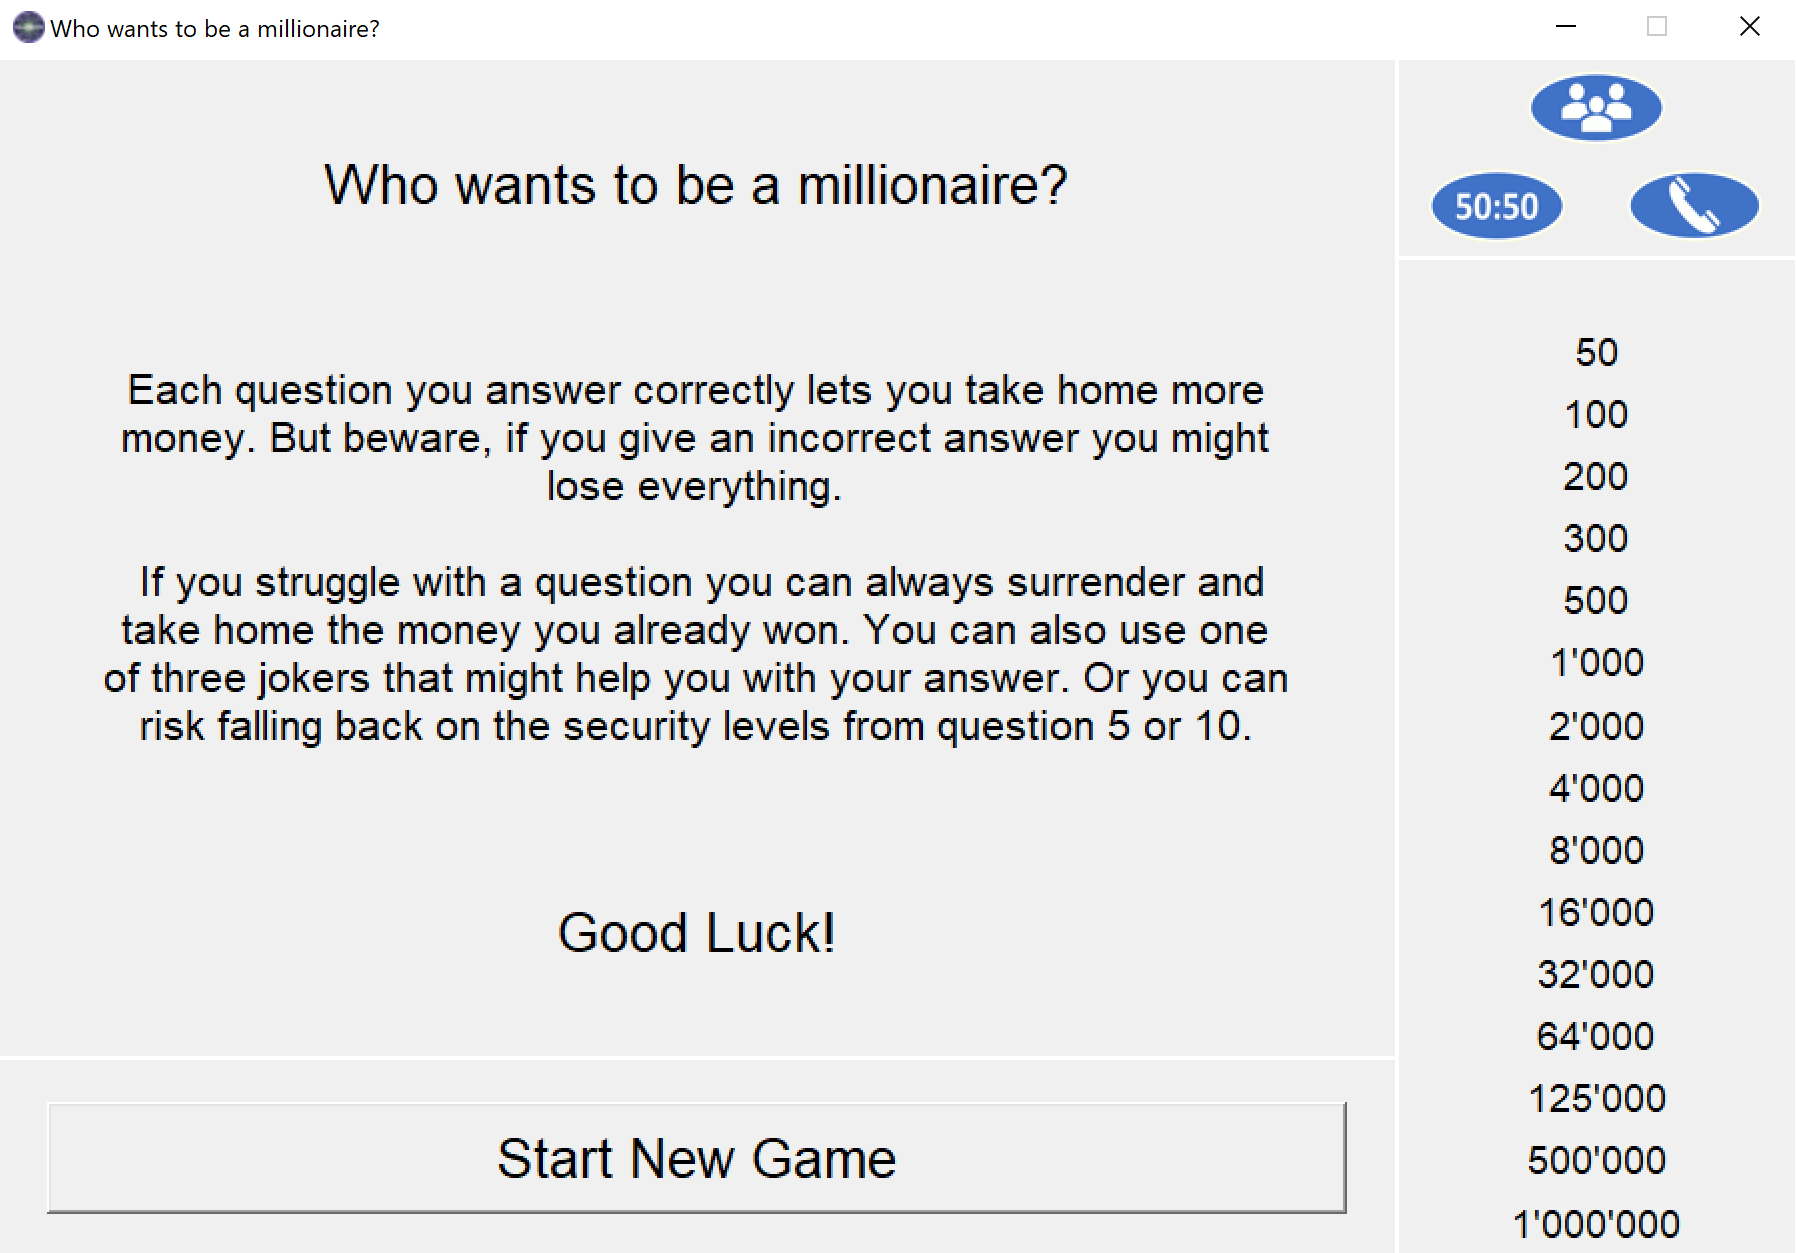 Who wants to be a millionaire?
Who wants to be a millionaire?
Each question you answer correctly lets you take home more
money. But beware, if you give an incorrect answer you might
lose everything.
If you struggle with a question you can always surrender and
take home the money you already won. You can also use one
of three jokers that might help you with your answer. Or you can
risk falling back on the security levels from question 5 or 10.
Good Luck!
Start New Game
50:50
50
100
200
300
500
1'000
2'000
4'000
8'000
16'000
32'000
64'000
125'000
500'000
1'000'000